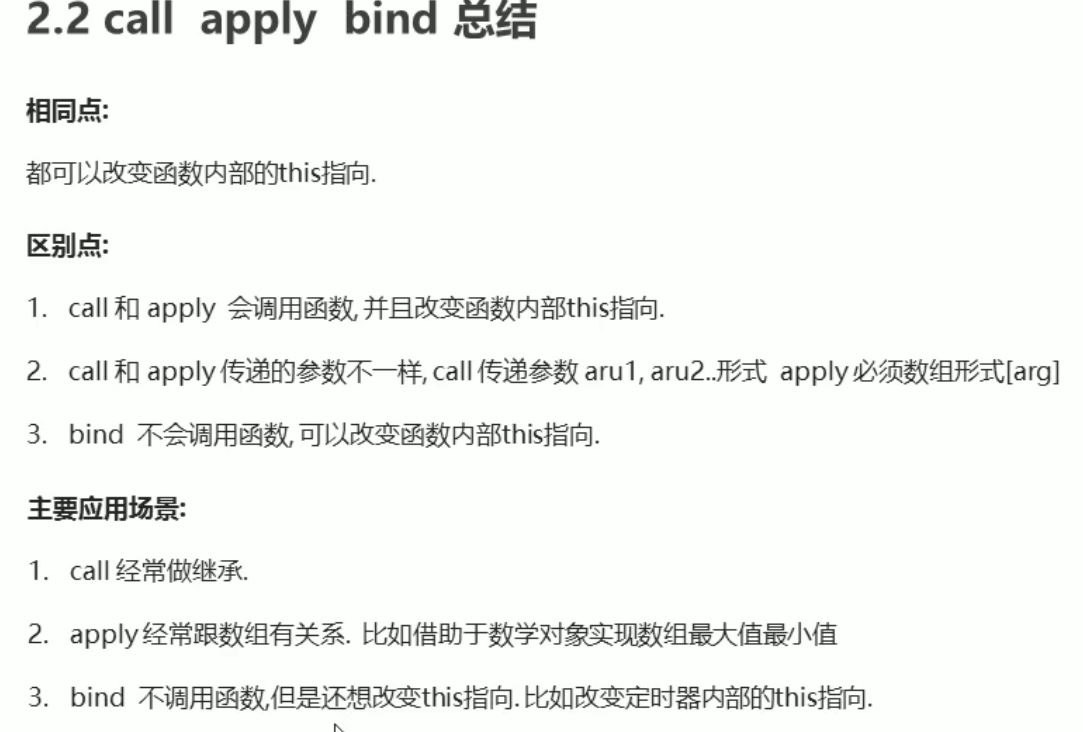 2.2 call apply bind 总结
相同点:
都可以改变函数内部的this指向.
区别点:
1. call 和 apply 会调用函数, 并且改变函数内部this指向.
2. call 和 apply 传递的参数不一样, call 传递参数 aru1, aru2..形式 apply 必须数组形式[arg]
3. bind 不会调用函数, 可以改变函数内部this指向.
主要应用场景:
1. call 经常做继承.
2. apply 经常跟数组有关系. 比如借助于数学对象实现数组最大值最小值
3. bind 不调用函数,但是还想改变this指向. 比如改变定时器内部的this指向.